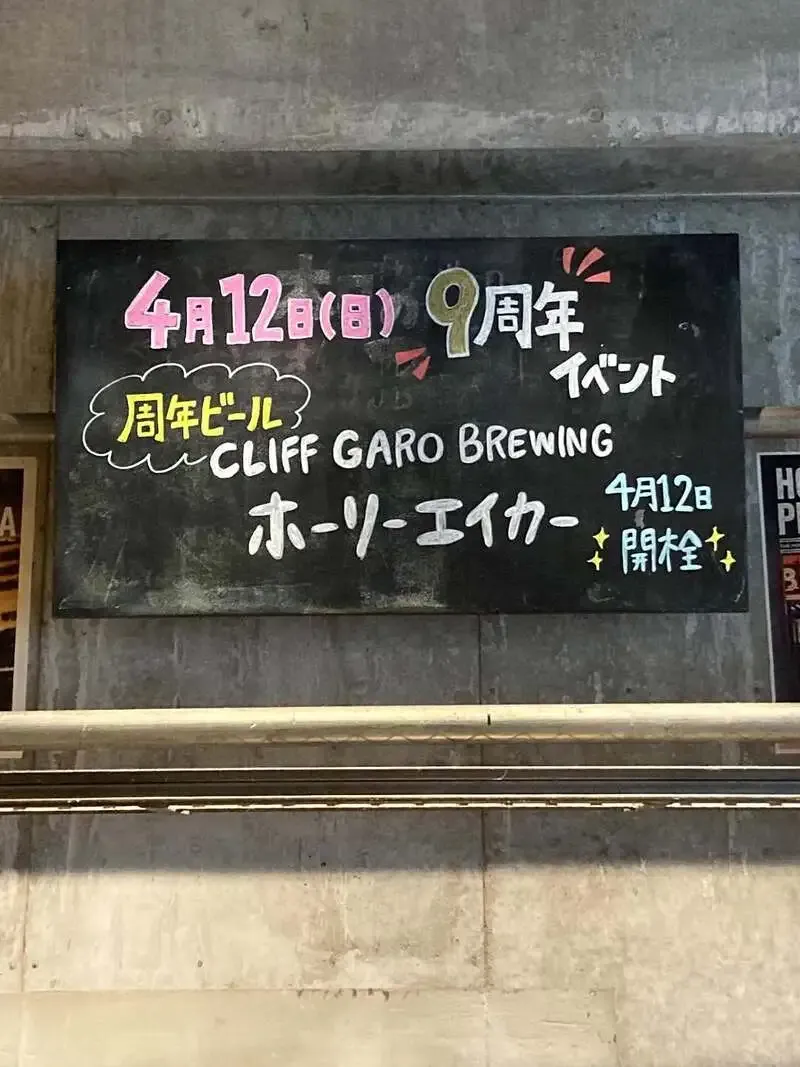 4月12日(日) 9周年
イベント
周年ビール
CLIFF GARO BREWING
ホーリーエイカー
4月12日
開栓
A
HO
P